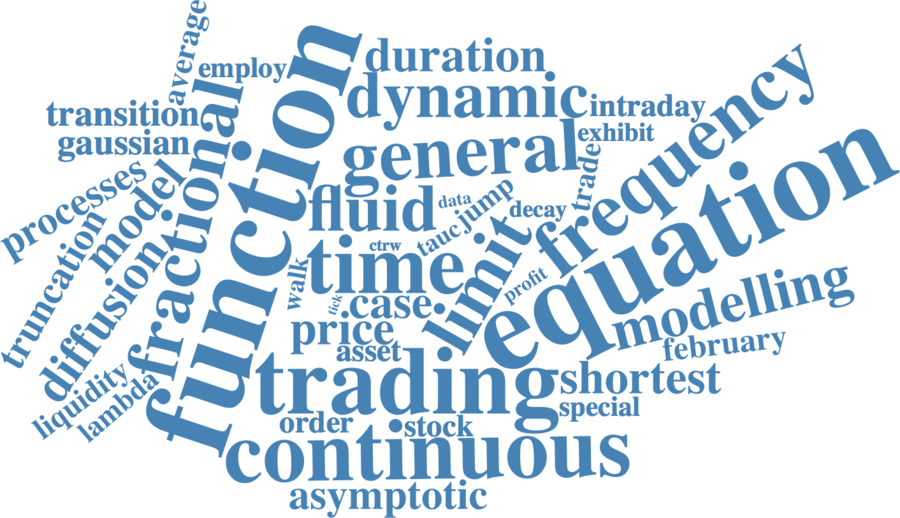 average
employ
duration
function
dynamic
intraday
frequency
transition
gaussian
fractional
general
exhibit
equation
processes
model
fluid
data
jump
decay
trade
truncation
diffusion
time
ctrw
tauc
limit
walk
tick
case
profit
modelling
price
asset
february
liquidity
lambda
trading
shortest
special
order
stock
continuous
asymptotic